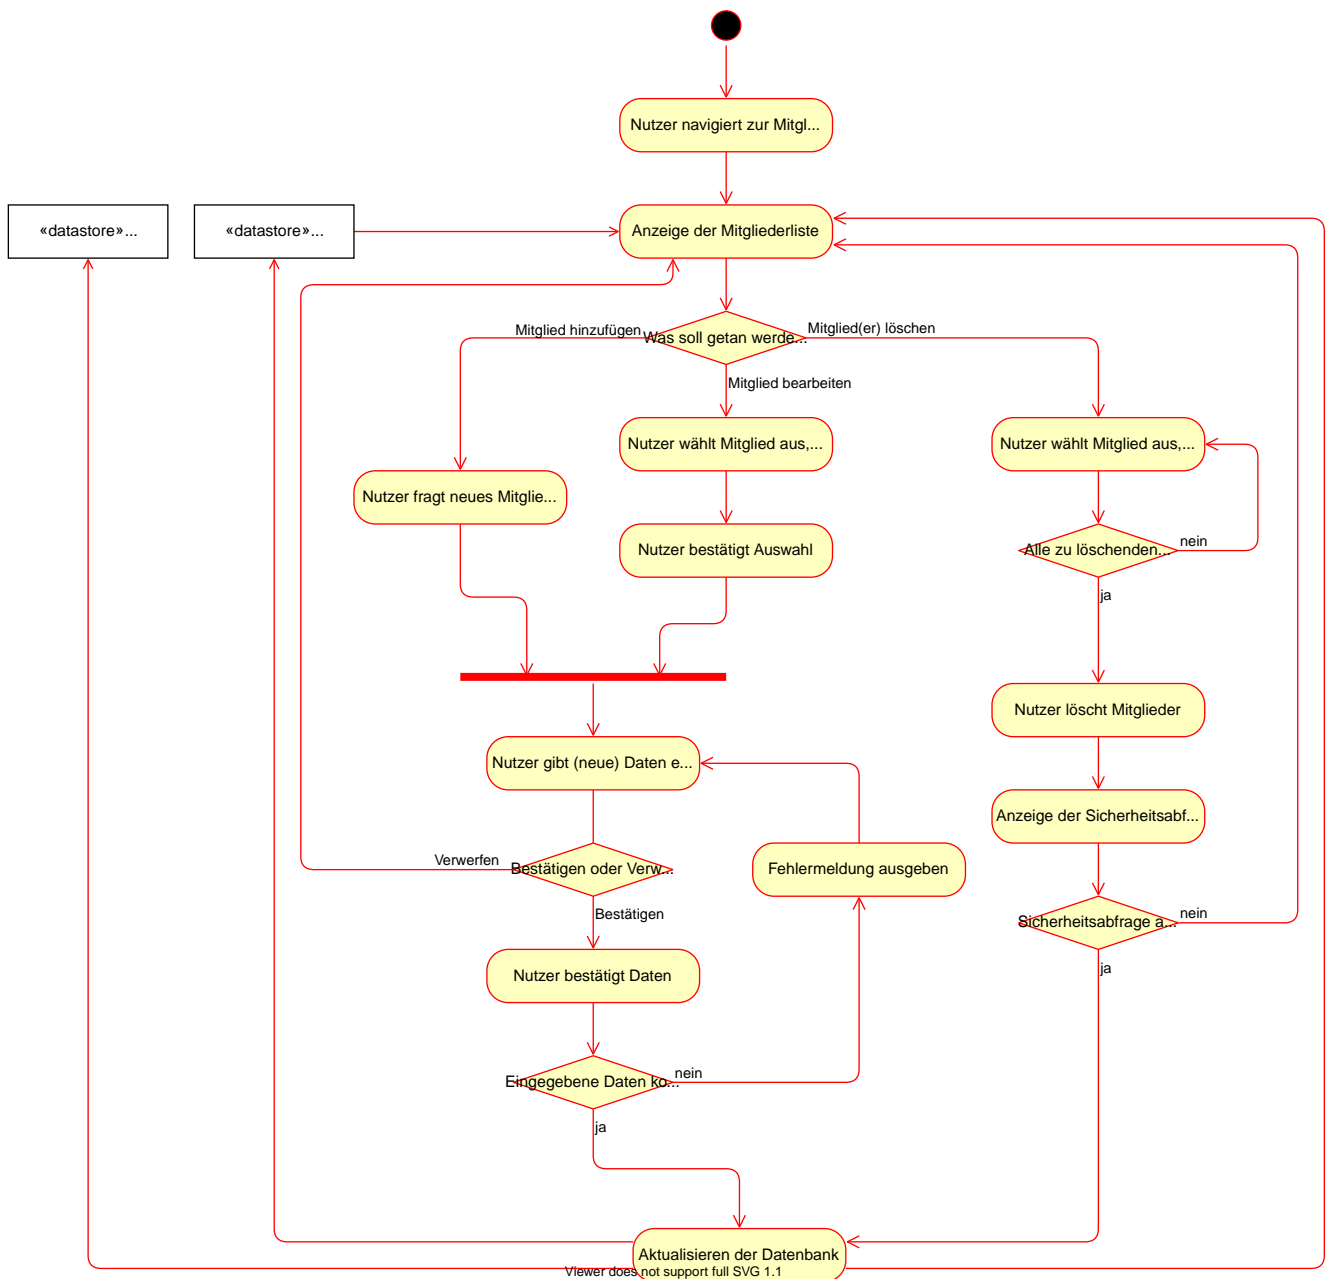 Nutzer navigiert zur Mitgl...
«datastore»...
«datastore»...
Anzeige der Mitgliederliste
Mitglied hinzufügen
Was soll getan werde...
Mitglied(er) löschen
Mitglied bearbeiten
Nutzer wählt Mitglied aus,...
Nutzer wählt Mitglied aus,...
Nutzer fragt neues Mitglie...
Nutzer bestätigt Auswahl
Alle zu löschenden...
nein
ja
Nutzer löscht Mitglieder
Nutzer gibt (neue) Daten e...
Anzeige der Sicherheitsabf...
Verwerfen
Bestätigen oder Verw...
Fehlermeldung ausgeben
Bestätigen
Sicherheitsabfrage a...
nein
ja
Nutzer bestätigt Daten
Eingegebene Daten ko...
nein
ja
Aktualisieren der Datenbank
Viewer does not support full SVG 1.1